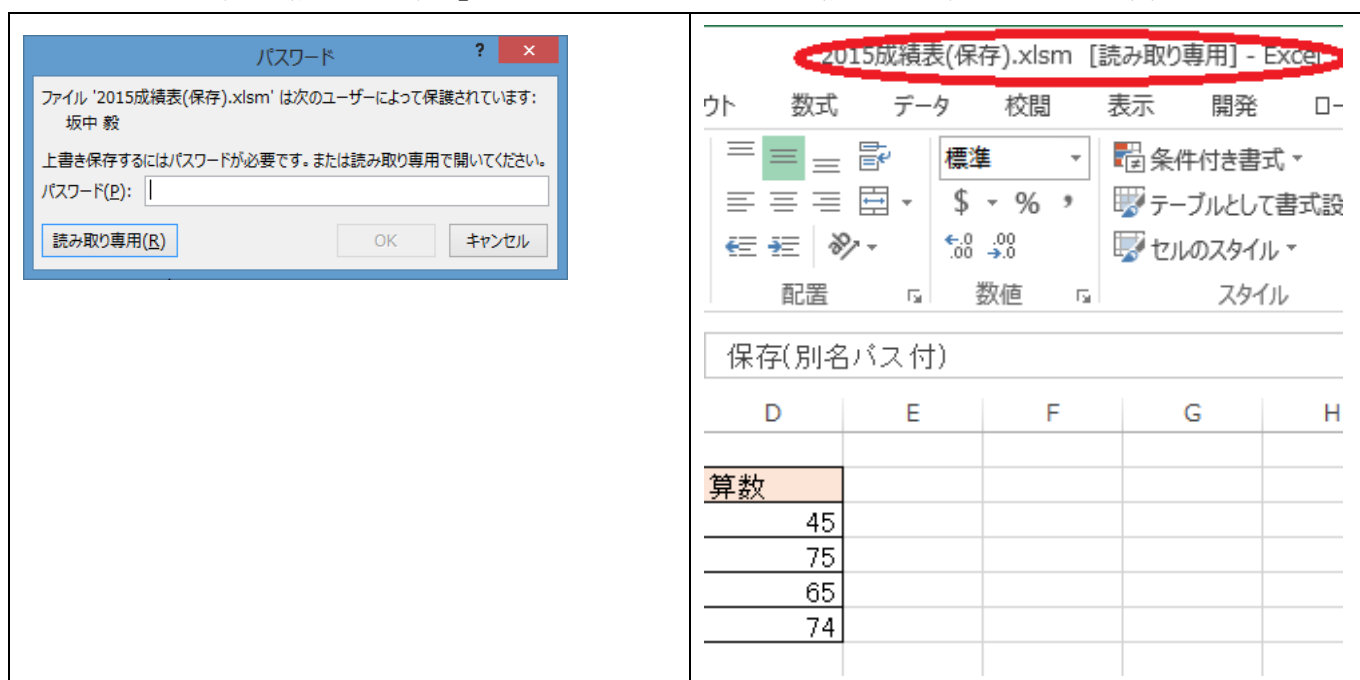 パスワード
? ×
ファイル '2015成績表(保存).xlsm' は次のユーザーによって保護されています:
坂中 毅
上書き保存するにはパスワードが必要です。または読み取り専用で開いてください。
パスワード(P):
読み取り専用(R) OK キャンセル
2015成績表(保存).xlsm [読み取り専用] - Excel
ウト 数式 データ 校閲 表示 開発 ロー
標準 条件付き書式
$ % , テーブルとして書式設
←.0 .00 .00 →.0 セルのスタイル
配置 数値 スタイル
保存(別名パス付)
D E F G H
算数
45
75
65
74